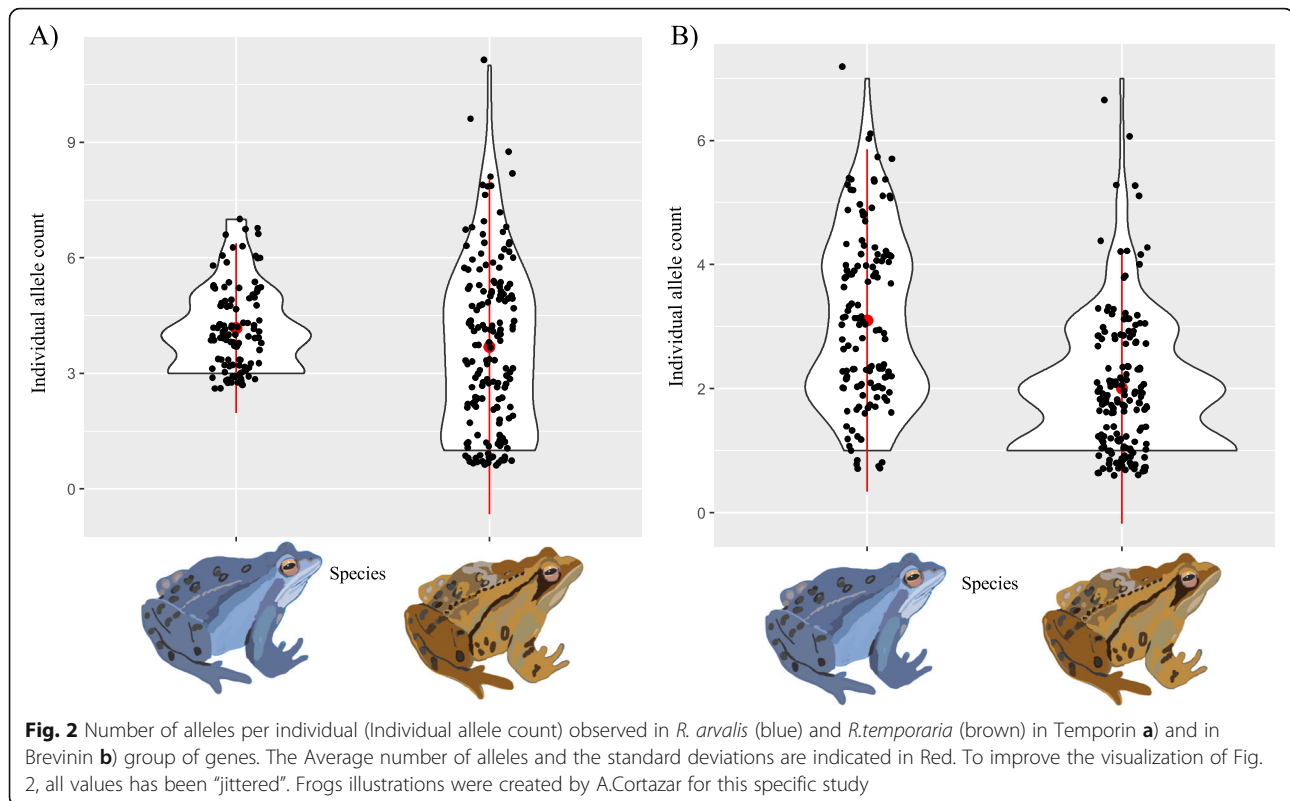 A)
B)
Individual allele count
9
6
3
0
Species
Individual allele count
6
4
2
0
Species
Fig. 2 Number of alleles per individual (Individual allele count) observed in R. arvalis (blue) and R.temporaria (brown) in Temporin a) and in
Brevinin b) group of genes. The Average number of alleles and the standard deviations are indicated in Red. To improve the visualization of Fig.
2, all values has been “jittered”. Frogs illustrations were created by A.Cortazar for this specific study